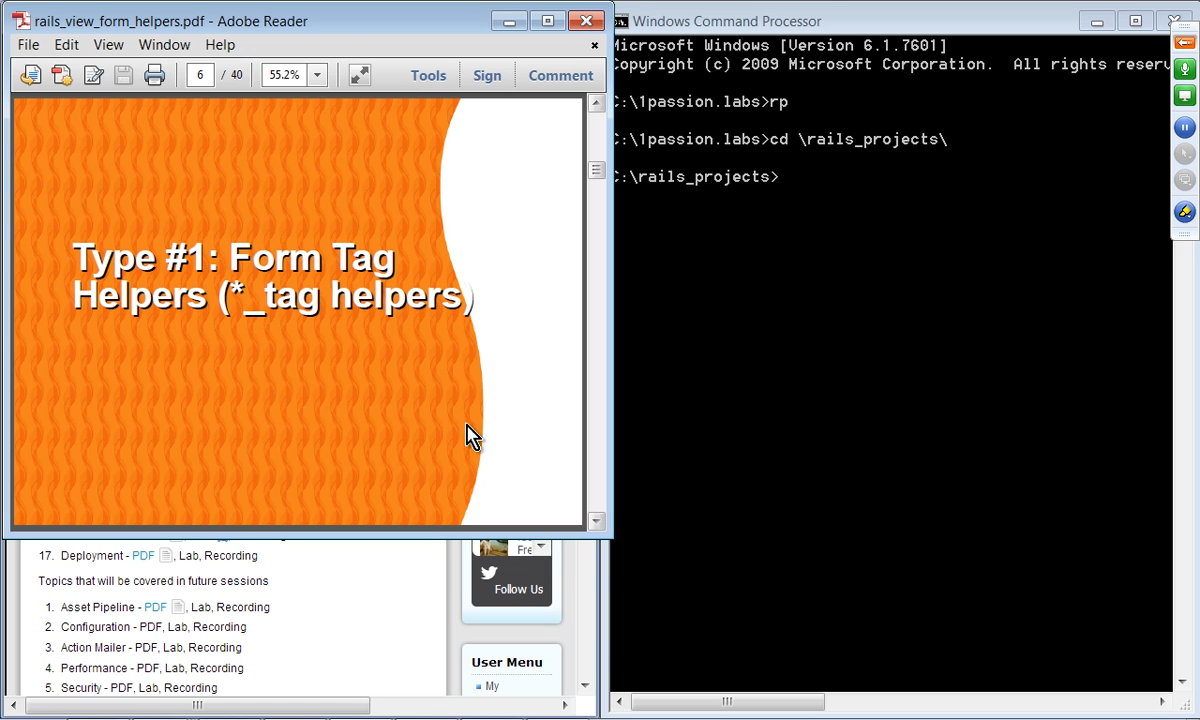 rails_view_form_helpers.pdf - Adobe Reader
File Edit View Window Help
6 / 40 55.2% Tools Sign Comment
Type #1: Form Tag
Helpers (*_tag helpers)
17. Deployment - PDF , Lab, Recording
Topics that will be covered in future sessions
1. Asset Pipeline - PDF , Lab, Recording
2. Configuration - PDF, Lab, Recording
3. Action Mailer - PDF, Lab, Recording
4. Performance - PDF, Lab, Recording
5. Security - PDF, Lab, Recording
Fre
Follow Us
User Menu
My
Windows Command Processor
Microsoft Windows [Version 6.1.7601]
Copyright (c) 2009 Microsoft Corporation. All rights reserv
C:\1passion.labs>rp
C:\1passion.labs>cd \rails_projects\
C:\rails_projects>